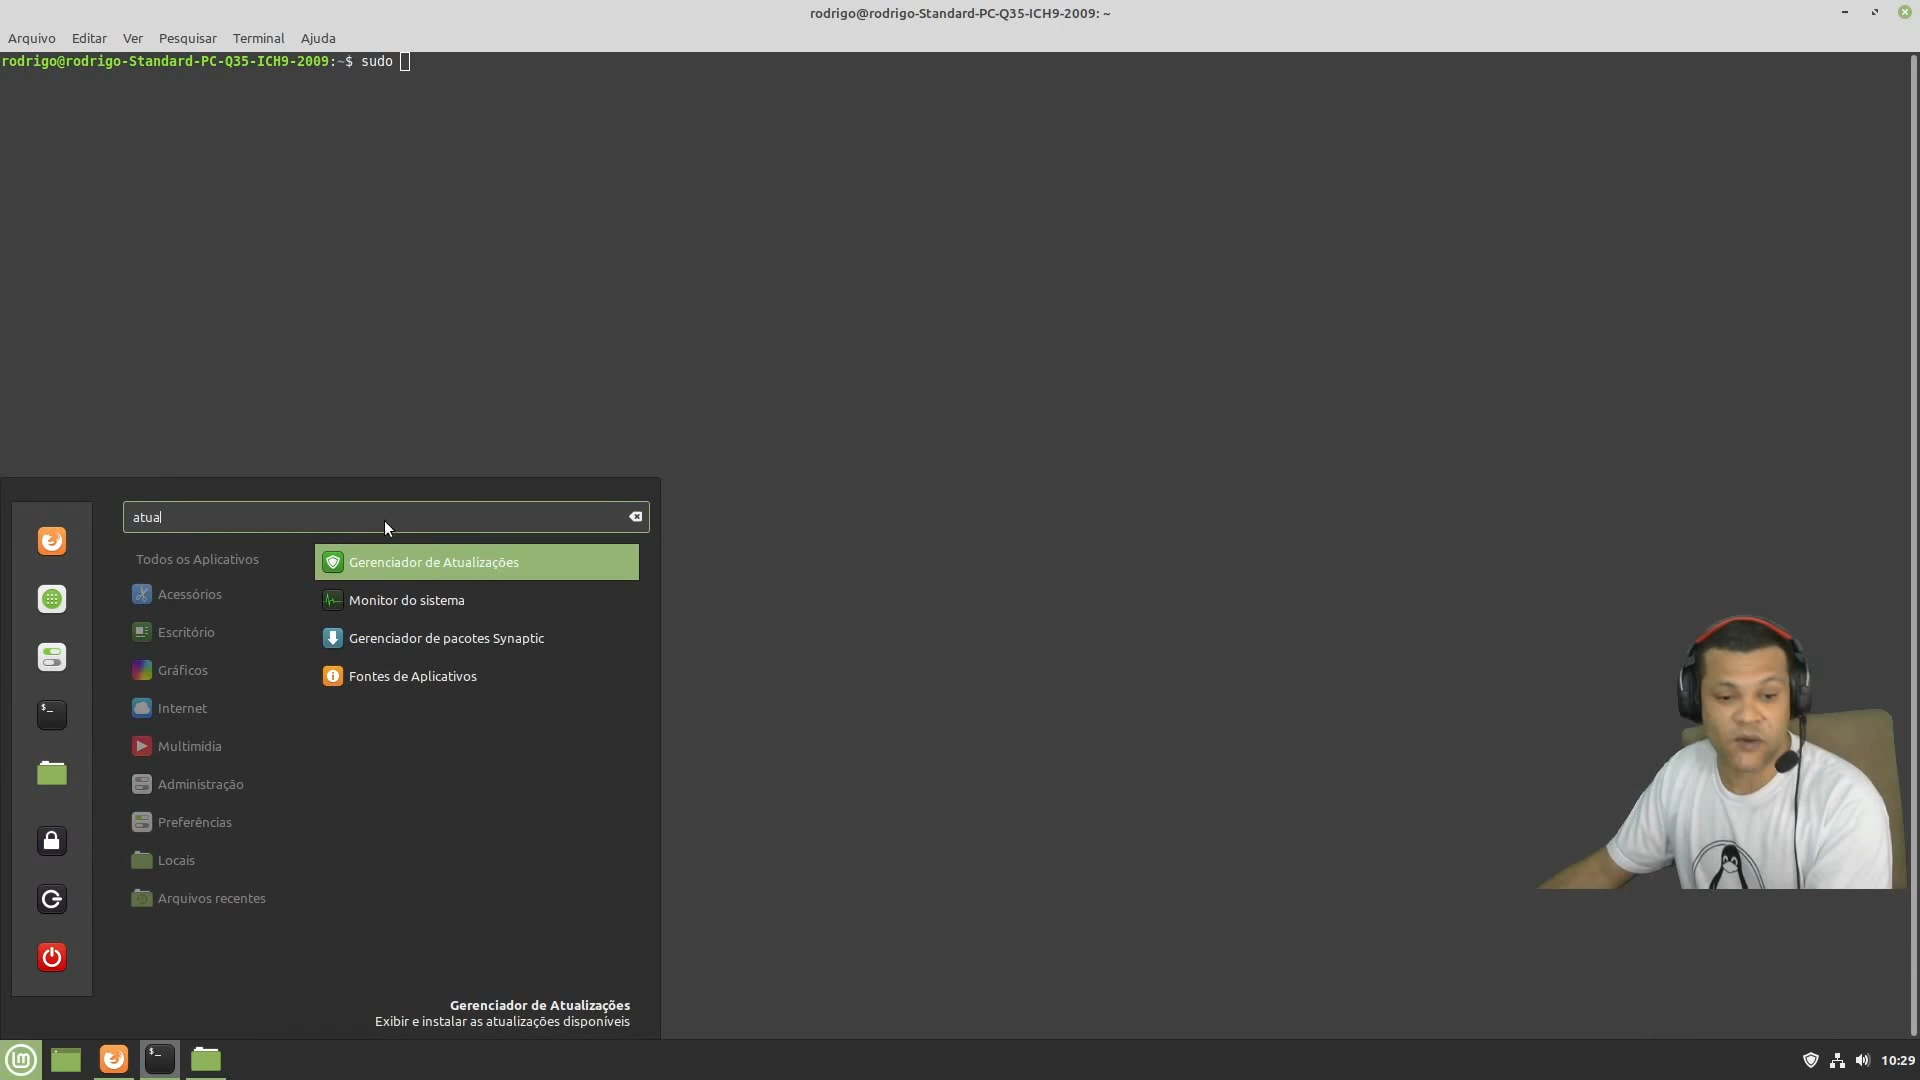 rodrigo@rodrigo-Standard-PC-Q35-ICH9-2009: ~
Arquivo Editar Ver Pesquisar Terminal Ajuda
rodrigo@rodrigo-Standard-PC-Q35-ICH9-2009:~$ sudo
atua
Todos os Aplicativos
Acessórios
Escritório
Gráficos
Internet
Multimídia
Administração
Preferências
Locais
Arquivos recentes
Gerenciador de Atualizações
Monitor do sistema
Gerenciador de pacotes Synaptic
Fontes de Aplicativos
Gerenciador de Atualizações
Exibir e instalar as atualizações disponíveis
10:29